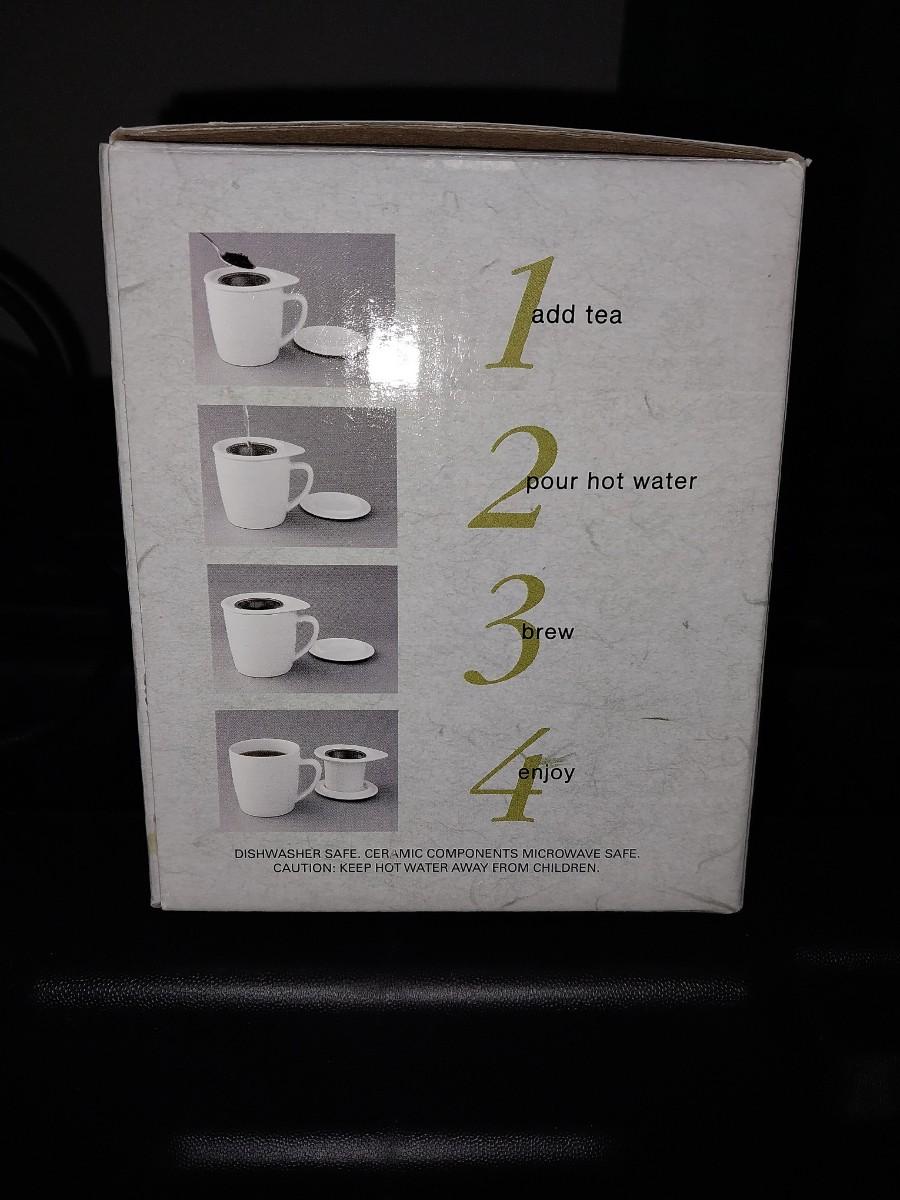 1 add tea
2 pour hot water
3 brew
4 enjoy
DISHWASHER SAFE. CERAMIC COMPONENTS MICROWAVE SAFE.
CAUTION: KEEP HOT WATER AWAY FROM CHILDREN.